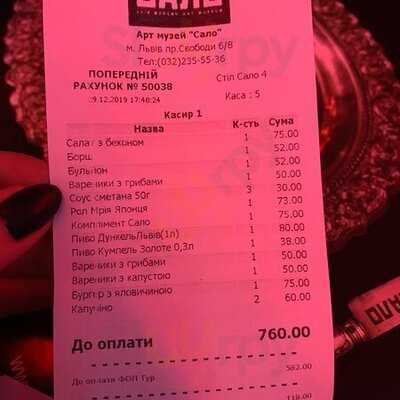 Арт музей "Сало"
м. Львів пр.Свободи 6/8
Тел:(032)235-55-36
ПОПЕРЕДНІЙ Стіл Сало 4
РАХУНОК № 50038
9.12.2019 17:48:24 Каса : 5
Касир 1
Назва К-сть Сума
Салат з беконом 1 75.00
Борщ 1 52.00
Бульйон 1 52.00
Вареники з грибами 1 50.00
Соус сметана 50г 3 30.00
Рол Мрія Японця 1 73.00
Комплімент Сало 1 75.00
Пиво ДункельЛьвів(1л) 1 80.00
Пиво Кумпель Золоте 0,3л 1 38.00
Вареники з грибами 1 50.00
Вареники з капустою 1 50.00
Бургер з яловичиною 1 75.00
Капучіно 2 60.00
До оплати 760.00
До оплати ФОП Тур 582.00